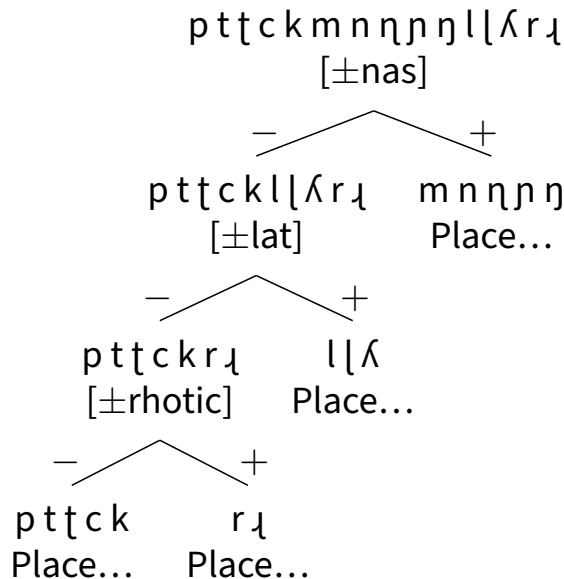 p t t ʈ c k m n ɳ ɲ ŋ l ɭ ʎ r ɻ
[±nas]
− +
p t t ʈ c k l ɭ ʎ r ɻ m n ɳ ɲ ŋ
[±lat] Place…
− +
p t t ʈ c k r ɻ l ɭ ʎ
[±rhotic] Place…
− +
p t ʈ c k r ɻ
Place… Place…